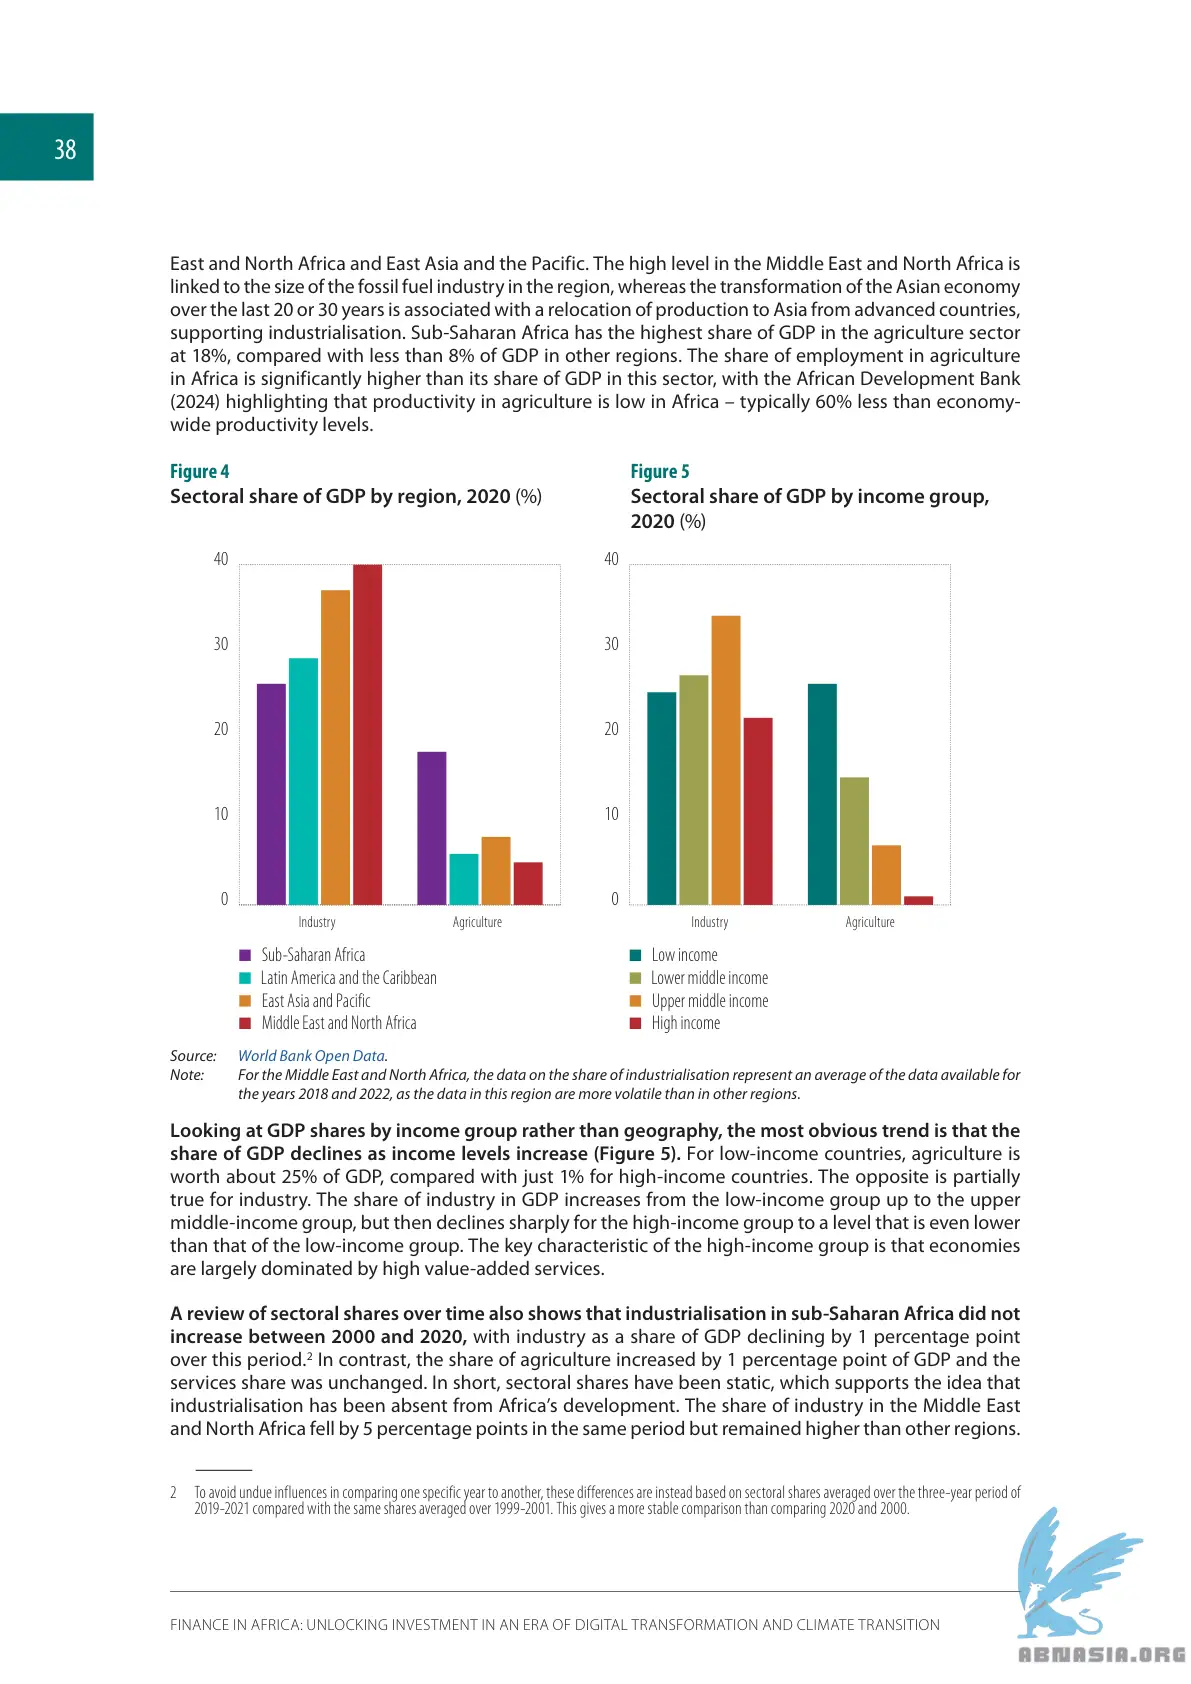 38
East and North Africa and East Asia and the Pacific. The high level in the Middle East and North Africa is
linked to the size of the fossil fuel industry in the region, whereas the transformation of the Asian economy
over the last 20 or 30 years is associated with a relocation of production to Asia from advanced countries,
supporting industrialisation. Sub-Saharan Africa has the highest share of GDP in the agriculture sector
at 18%, compared with less than 8% of GDP in other regions. The share of employment in agriculture
in Africa is significantly higher than its share of GDP in this sector, with the African Development Bank
(2024) highlighting that productivity in agriculture is low in Africa – typically 60% less than economy-
wide productivity levels.
Figure 4
Sectoral share of GDP by region, 2020 (%)
40
30
20
10
0
Industry
Agriculture
Sub-Saharan Africa
Latin America and the Caribbean
East Asia and Pacific
Middle East and North Africa
Figure 5
Sectoral share of GDP by income group,
2020 (%)
40
30
20
10
0
Industry
Agriculture
Low income
Lower middle income
Upper middle income
High income
Source: World Bank Open Data.
Note: For the Middle East and North Africa, the data on the share of industrialisation represent an average of the data available for
the years 2018 and 2022, as the data in this region are more volatile than in other regions.
Looking at GDP shares by income group rather than geography, the most obvious trend is that the
share of GDP declines as income levels increase (Figure 5). For low-income countries, agriculture is
worth about 25% of GDP, compared with just 1% for high-income countries. The opposite is partially
true for industry. The share of industry in GDP increases from the low-income group up to the upper
middle-income group, but then declines sharply for the high-income group to a level that is even lower
than that of the low-income group. The key characteristic of the high-income group is that economies
are largely dominated by high value-added services.
A review of sectoral shares over time also shows that industrialisation in sub-Saharan Africa did not
increase between 2000 and 2020, with industry as a share of GDP declining by 1 percentage point
over this period.2 In contrast, the share of agriculture increased by 1 percentage point of GDP and the
services share was unchanged. In short, sectoral shares have been static, which supports the idea that
industrialisation has been absent from Africa's development. The share of industry in the Middle East
and North Africa fell by 5 percentage points in the same period but remained higher than other regions.
2 To avoid undue influences in comparing one specific year to another, these differences are instead based on sectoral shares averaged over the three-year period of
2019-2021 compared with the same shares averaged over 1999-2001. This gives a more stable comparison than comparing 2020 and 2000.
FINANCE IN AFRICA: UNLOCKING INVESTMENT IN AN ERA OF DIGITAL TRANSFORMATION AND CLIMATE TRANSITION
ABNASIA.ORG